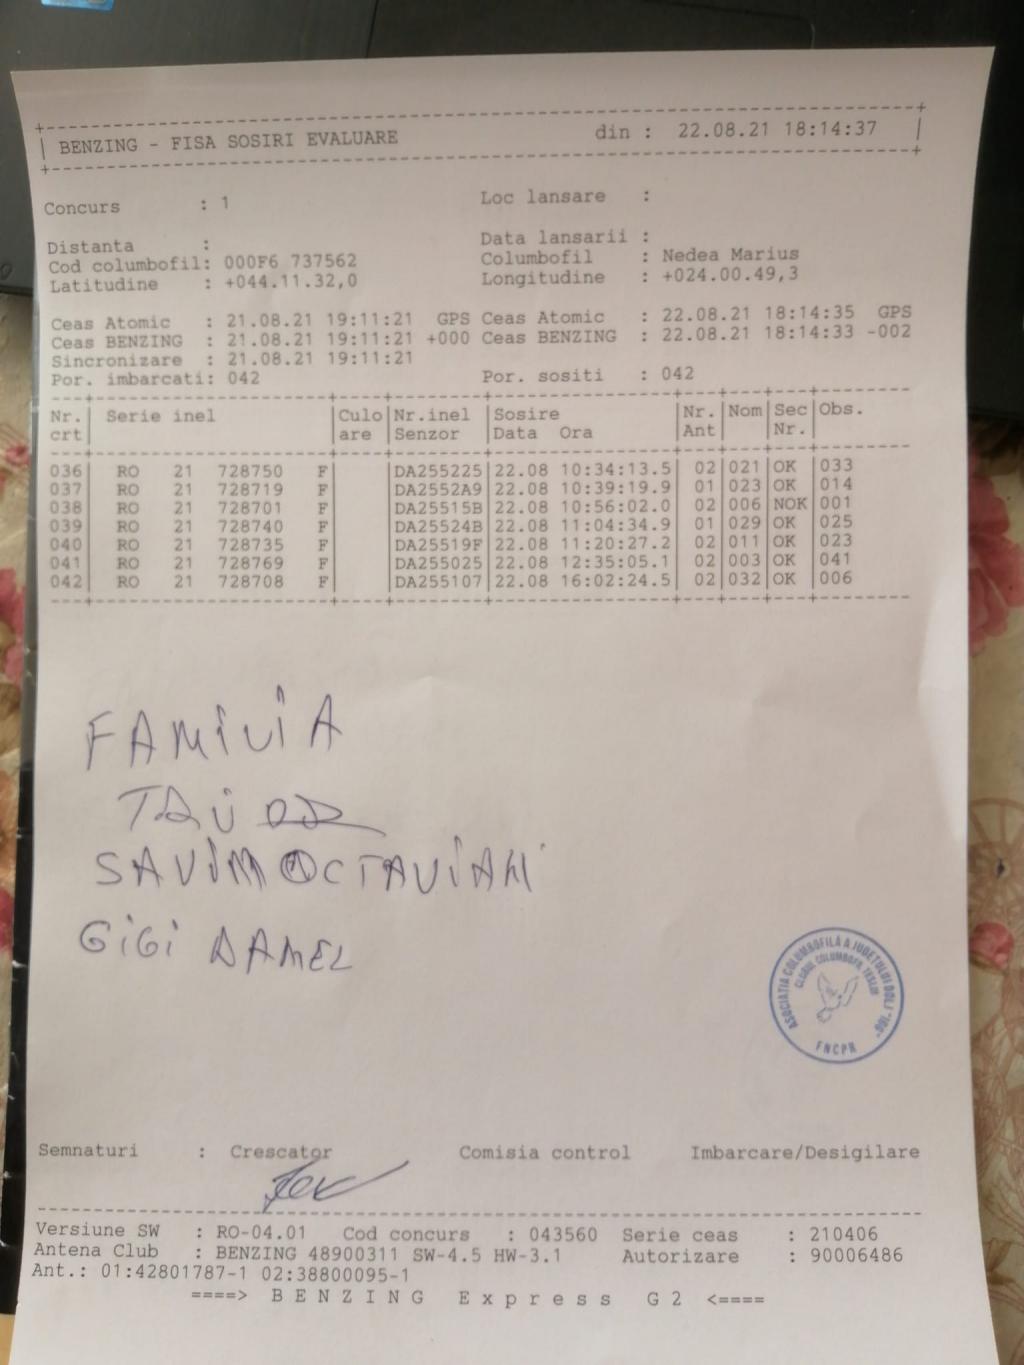 BENZING - FISA SOSIRI EVALUARE din : 22.08.21 18:14:37
Concurs : 1 Loc lansare :
Distanta : Data lansarii :
Cod columbofil: 000F6 737562 Columbofil : Nedea Marius
Latitudine : +044.11.32,0 Longitudine : +024.00.49,3
Ceas Atomic : 21.08.21 19:11:21 GPS Ceas Atomic : 22.08.21 18:14:35 GPS
Ceas BENZING : 21.08.21 19:11:21 +000 Ceas BENZING : 22.08.21 18:14:33 -002
Sincronizare : 21.08.21 19:11:21
Por. imbarcati: 042 Por. sositi : 042
Nr. Serie inel Culo Nr.inel Sosire Nr. Nom Sec Obs.
crt are Senzor Data Ora Ant Nr.
036 RO 21 728750 F DA255225 22.08 10:34:13.5 02 021 OK 033
037 RO 21 728719 F DA2552A9 22.08 10:39:19.9 01 023 OK 014
038 RO 21 728701 F DA25515B 22.08 10:56:02.0 02 006 NOK 001
039 RO 21 728740 F DA25524B 22.08 11:04:34.9 01 029 OK 025
040 RO 21 728735 F DA25519F 22.08 11:20:27.2 02 011 OK 023
041 RO 21 728769 F DA255025 22.08 12:35:05.1 02 003 OK 041
042 RO 21 728708 F DA255107 22.08 16:02:24.5 02 032 OK 006
FAMiLiA
SAVIM OCTAVIAN
GiGi DANIEL
ASOCIATIA COLUMBOFILĂ A JUDETULUI DOLJ
CLUBUL COLUMBOFIL TESLUI
FNCPR
Semnaturi : Crescator Comisia control Imbarcare/Desigilare
Versiune SW : RO-04.01 Cod concurs : 043560 Serie ceas : 210406
Antena Club : BENZING 48900311 SW-4.5 HW-3.1 Autorizare : 90006486
Ant.: 01:42801787-1 02:38800095-1
====> B E N Z I N G E x p r e s s G 2 <====